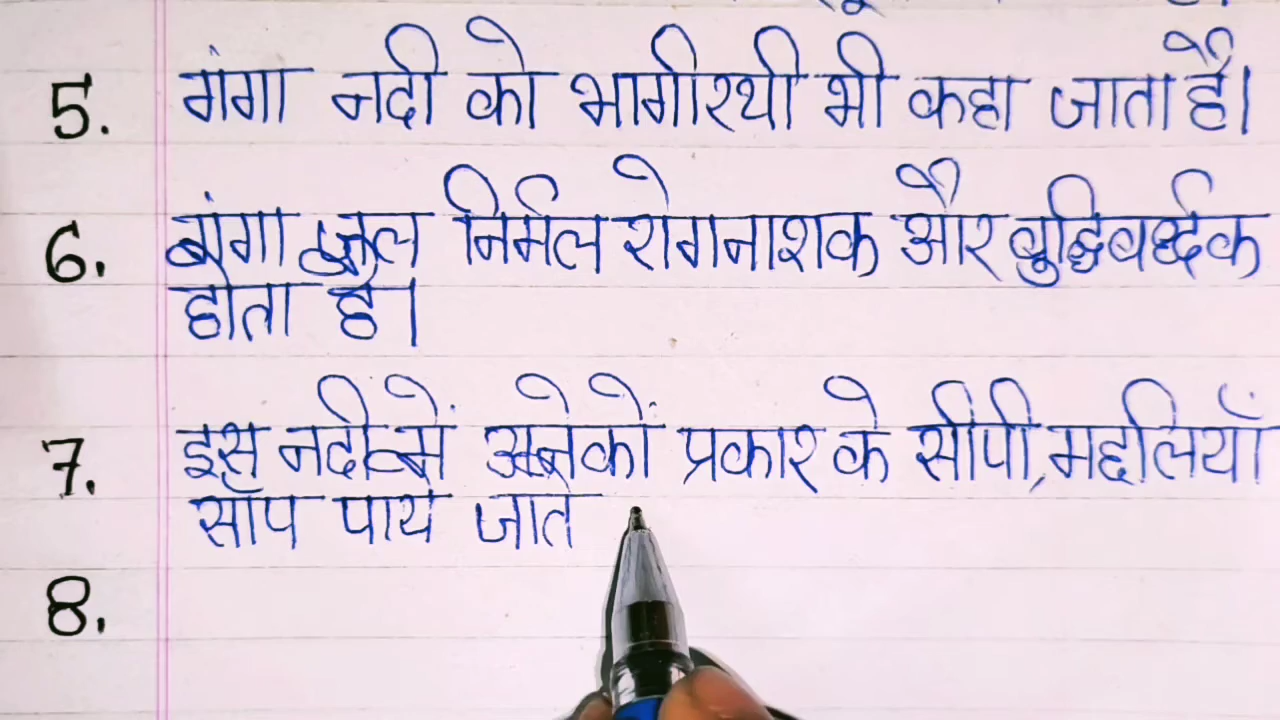 5. गंगा नदी को भागीरथी भी कहा जाता है।
6. गंगा जल निर्मल रोगनाशक और बुद्धिवर्द्धक
होता है।
7. इस नदी में अनेकों प्रकार के सीपी, मछलियाँ
साँप पाये जाते
8.